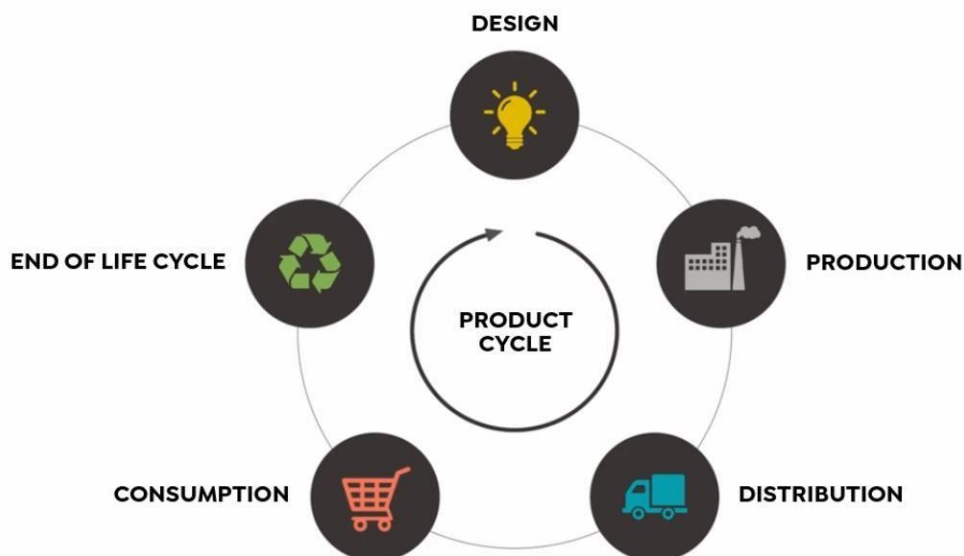 DESIGN
END OF LIFE CYCLE
PRODUCTION
PRODUCT
CYCLE
CONSUMPTION
DISTRIBUTION